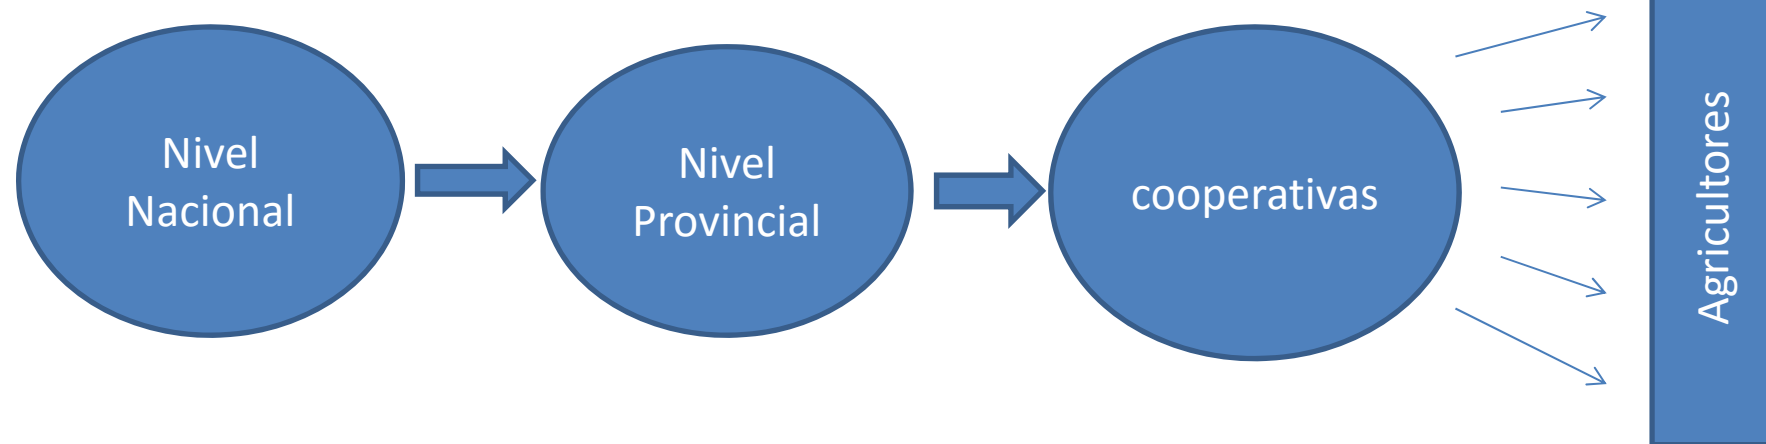 Nivel
Nacional
Nivel
Provincial
cooperativas
Agricultores